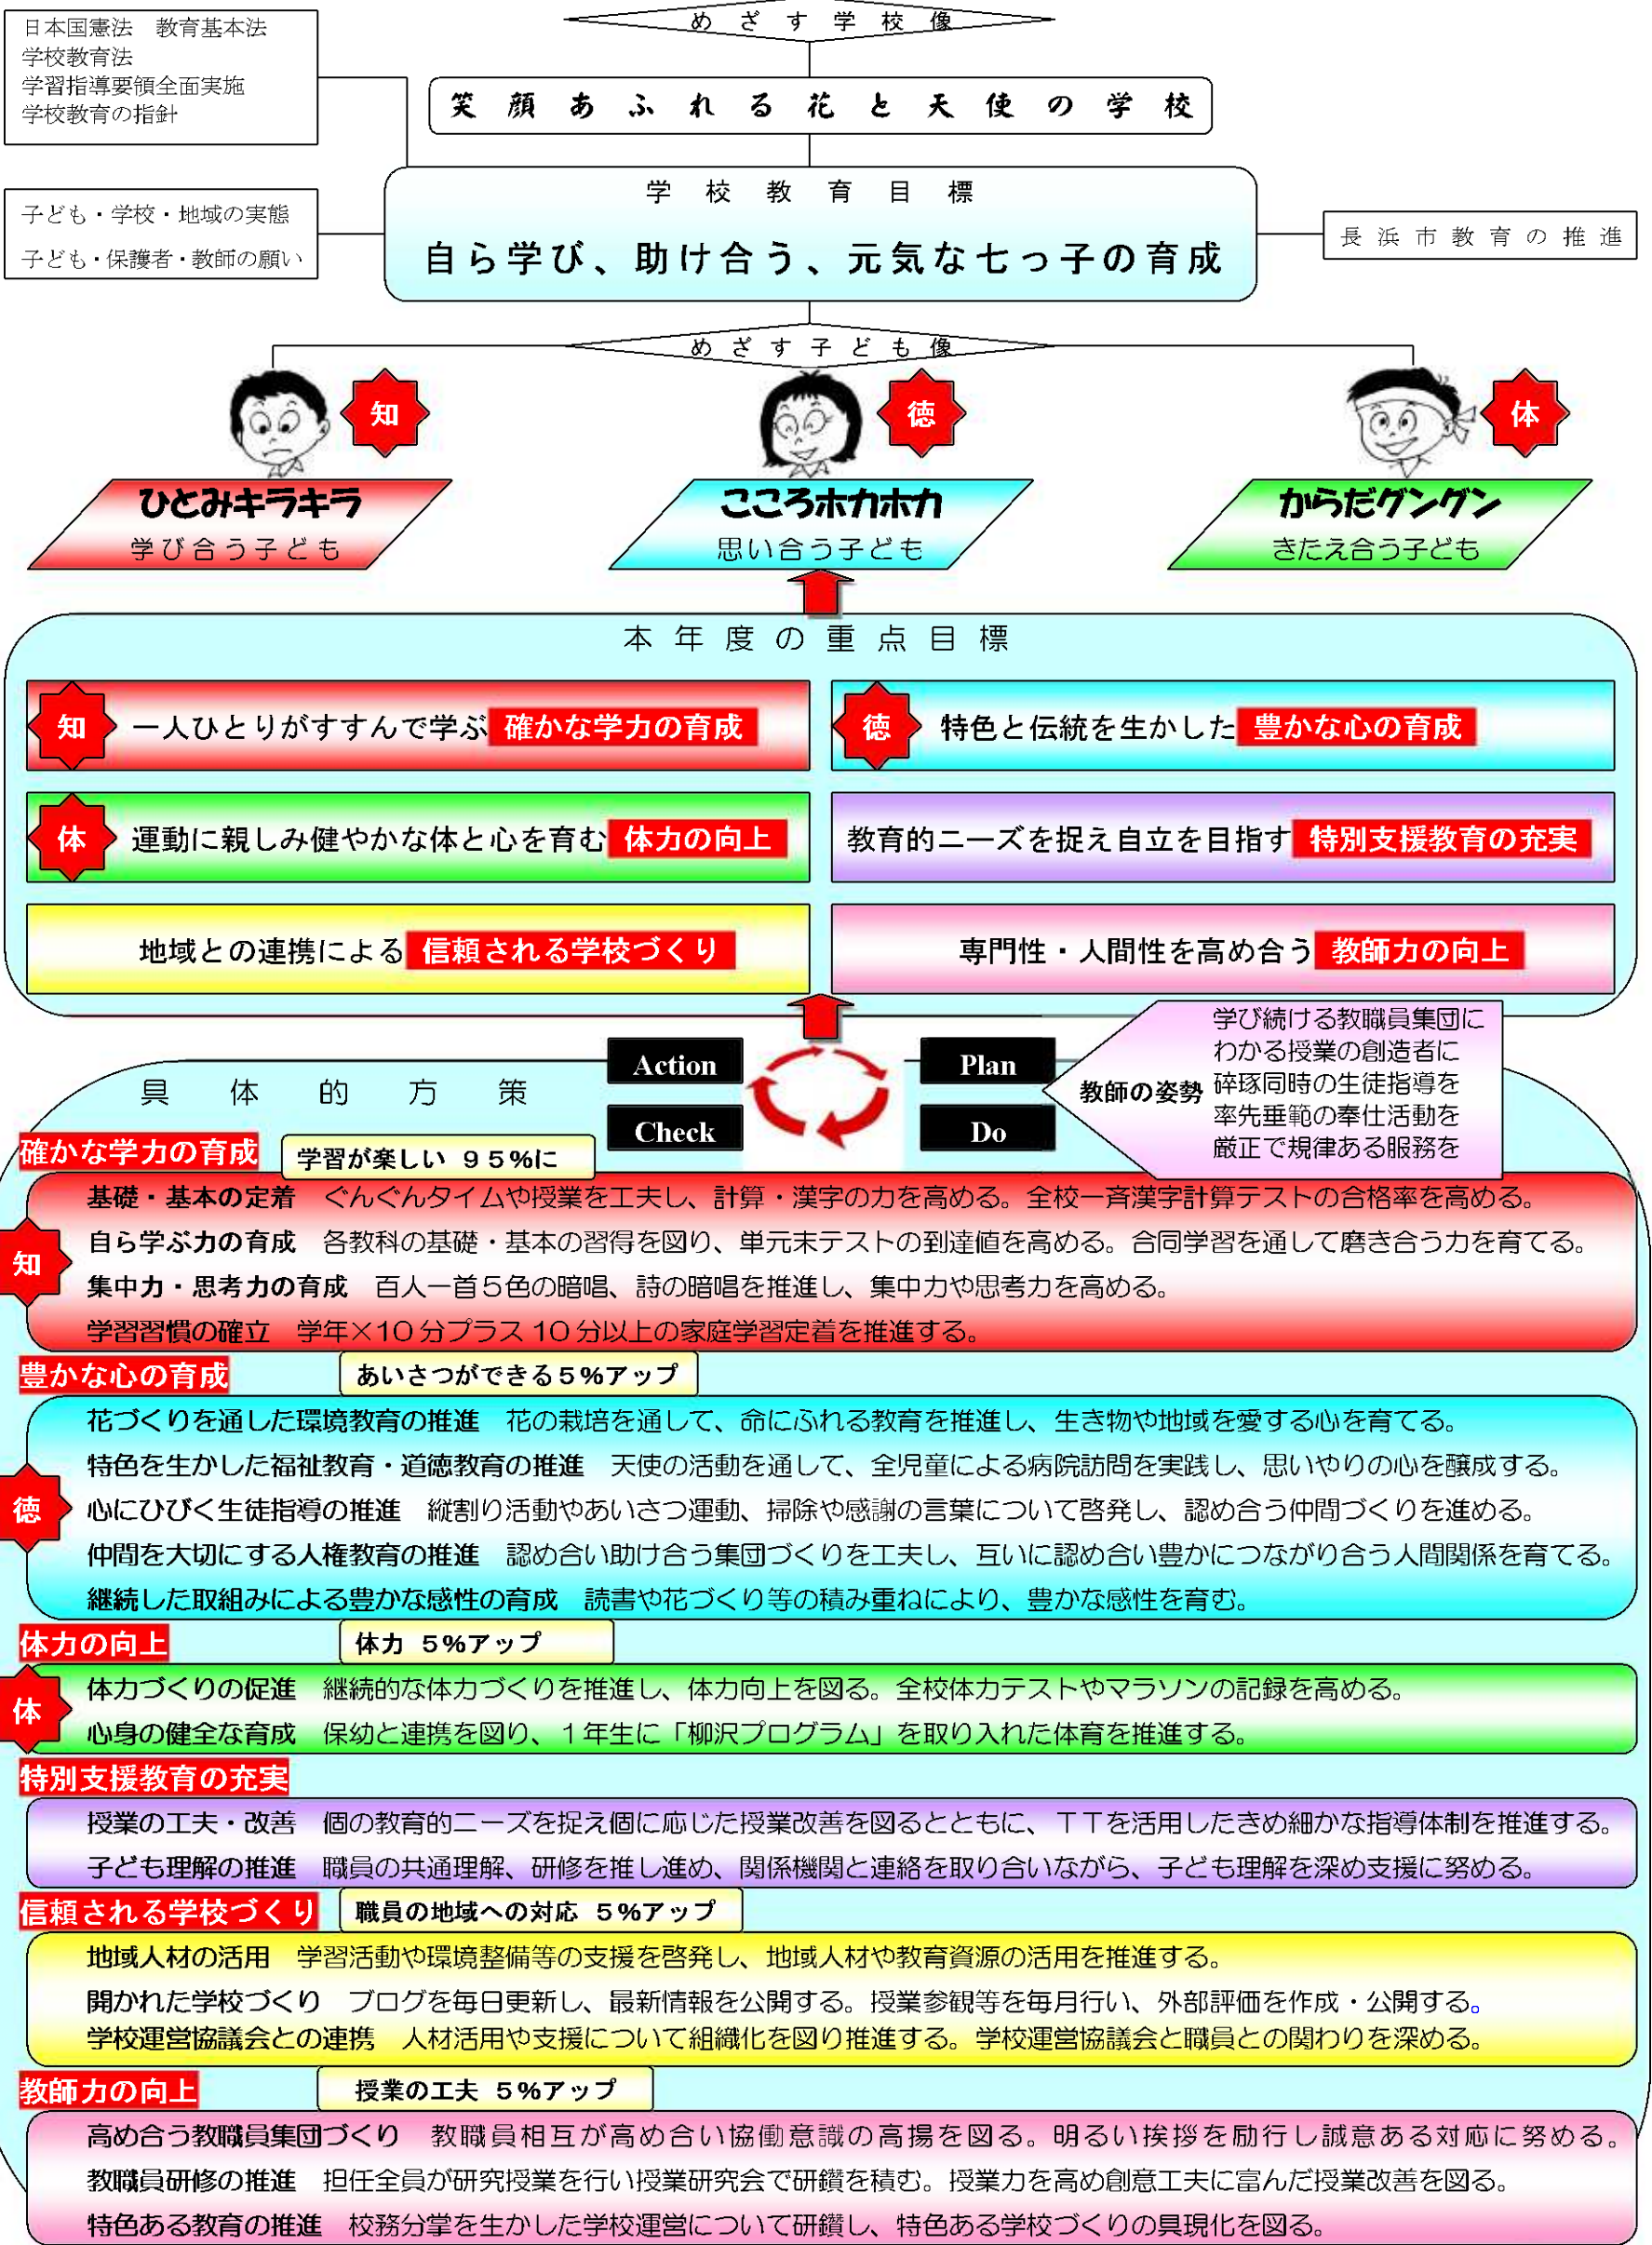 めざす学校像
日本国憲法　教育基本法
学校教育法
学習指導要領全面実施
学校教育の指針
笑顔あふれる花と天使の学校
学校教育目標
自ら学び、助け合う、元気な七っ子の育成
子ども・学校・地域の実態
子ども・保護者・教師の願い
長浜市教育の推進
めざす子ども像
知
徳
体
ひとみキラキラ
学び合う子ども
こころホカホカ
思い合う子ども
からだグングン
きたえ合う子ども
本年度の重点目標
知 一人ひとりがすすんで学ぶ 確かな学力の育成
徳 特色と伝統を生かした 豊かな心の育成
体 運動に親しみ健やかな体と心を育む 体力の向上
教育的ニーズを捉え自立を目指す 特別支援教育の充実
地域との連携による 信頼される学校づくり
専門性・人間性を高め合う 教師力の向上
具体的方策
Action
Plan
Check
Do
教師の姿勢
学び続ける教職員集団に
わかる授業の創造者に
碎琢同時の生徒指導を
率先垂範の奉仕活動を
厳正で規律ある服務を
確かな学力の育成
学習が楽しい ９５%に
知
基礎・基本の定着　ぐんぐんタイムや授業を工夫し、計算・漢字の力を高める。全校一斉漢字計算テストの合格率を高める。
自ら学ぶ力の育成　各教科の基礎・基本の習得を図り、単元末テストの到達値を高める。合同学習を通して磨き合う力を育てる。
集中力・思考力の育成　百人一首５色の暗唱、詩の暗唱を推進し、集中力や思考力を高める。
学習習慣の確立　学年×10分プラス10分以上の家庭学習定着を推進する。
豊かな心の育成
あいさつができる５%アップ
徳
花づくりを通した環境教育の推進　花の栽培を通して、命にふれる教育を推進し、生き物や地域を愛する心を育てる。
特色を生かした福祉教育・道徳教育の推進　天使の活動を通して、全児童による病院訪問を実践し、思いやりの心を醸成する。
心にひびく生徒指導の推進　縦割り活動やあいさつ運動、掃除や感謝の言葉について啓発し、認め合う仲間づくりを進める。
仲間を大切にする人権教育の推進　認め合い助け合う集団づくりを工夫し、互いに認め合い豊かにつながり合う人間関係を育てる。
継続した取組みによる豊かな感性の育成　読書や花づくり等の積み重ねにより、豊かな感性を育む。
体力の向上
体力 ５%アップ
体
体力づくりの促進　継続的な体力づくりを推進し、体力向上を図る。全校体力テストやマラソンの記録を高める。
心身の健全な育成　保幼と連携を図り、１年生に「柳沢プログラム」を取り入れた体育を推進する。
特別支援教育の充実
授業の工夫・改善　個の教育的ニーズを捉え個に応じた授業改善を図るとともに、ＴＴを活用したきめ細かな指導体制を推進する。
子ども理解の推進　職員の共通理解、研修を推し進め、関係機関と連絡を取り合いながら、子ども理解を深め支援に努める。
信頼される学校づくり
職員の地域への対応 ５%アップ
地域人材の活用　学習活動や環境整備等の支援を啓発し、地域人材や教育資源の活用を推進する。
開かれた学校づくり　ブログを毎日更新し、最新情報を公開する。授業参観等を毎月行い、外部評価を作成・公開する。
学校運営協議会との連携　人材活用や支援について組織化を図り推進する。学校運営協議会と職員との関わりを深める。
教師力の向上
授業の工夫 ５%アップ
高め合う教職員集団づくり　教職員相互が高め合い協働意識の高揚を図る。明るい挨拶を励行し誠意ある対応に努める。
教職員研修の推進　担任全員が研究授業を行い授業研究会で研鑽を積む。授業力を高め創意工夫に富んだ授業改善を図る。
特色ある教育の推進　校務分掌を生かした学校運営について研鑽し、特色ある学校づくりの具現化を図る。